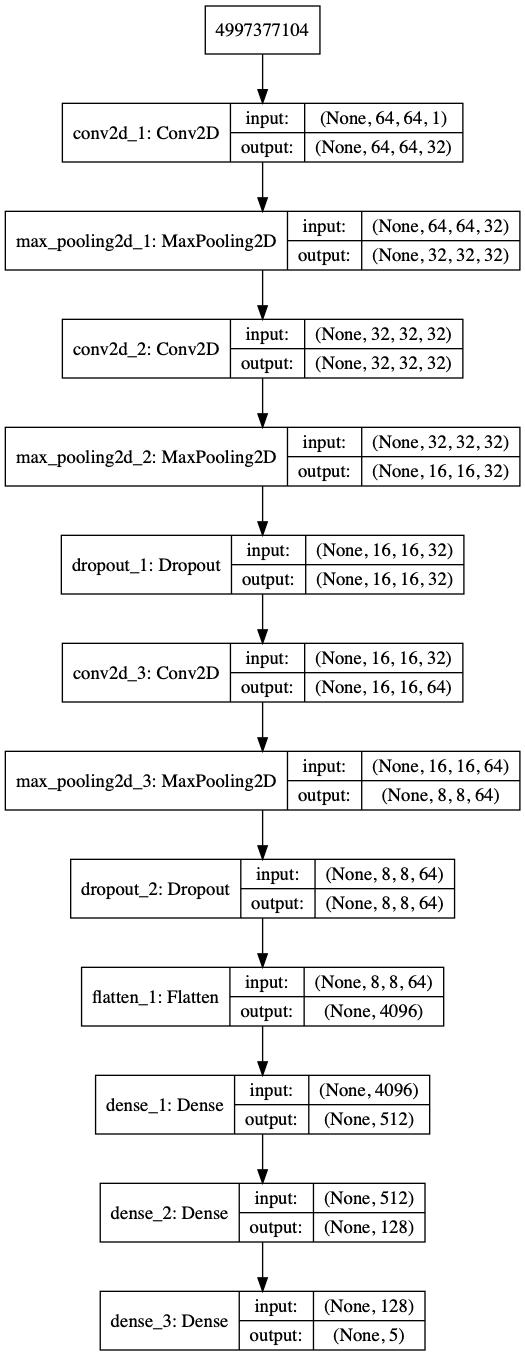 4997377104
conv2d_1: Conv2D
input: (None, 64, 64, 1)
output: (None, 64, 64, 32)
max_pooling2d_1: MaxPooling2D
input: (None, 64, 64, 32)
output: (None, 32, 32, 32)
conv2d_2: Conv2D
input: (None, 32, 32, 32)
output: (None, 32, 32, 32)
max_pooling2d_2: MaxPooling2D
input: (None, 32, 32, 32)
output: (None, 16, 16, 32)
dropout_1: Dropout
input: (None, 16, 16, 32)
output: (None, 16, 16, 32)
conv2d_3: Conv2D
input: (None, 16, 16, 32)
output: (None, 16, 16, 64)
max_pooling2d_3: MaxPooling2D
input: (None, 16, 16, 64)
output: (None, 8, 8, 64)
dropout_2: Dropout
input: (None, 8, 8, 64)
output: (None, 8, 8, 64)
flatten_1: Flatten
input: (None, 8, 8, 64)
output: (None, 4096)
dense_1: Dense
input: (None, 4096)
output: (None, 512)
dense_2: Dense
input: (None, 512)
output: (None, 128)
dense_3: Dense
input: (None, 128)
output: (None, 5)